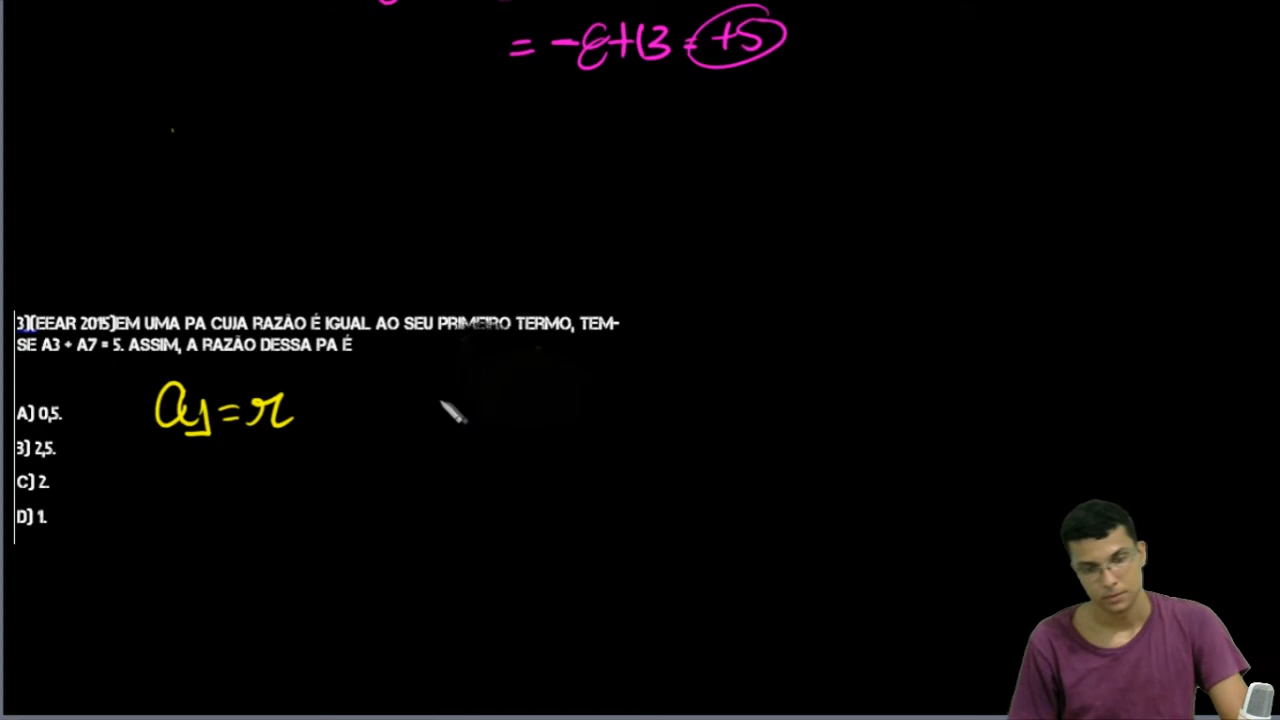 = -8+13 = +5
3)(EEAR 2015)EM UMA PA CUJA RAZÃO É IGUAL AO SEU PRIMEIRO TERMO, TEM-
SE A3 + A7 = 5. ASSIM, A RAZÃO DESSA PA É
a1 = r
A) 0,5.
B) 2,5.
C) 2.
D) 1.